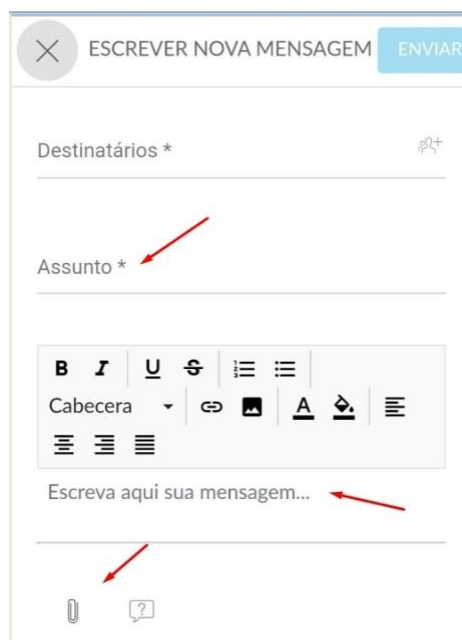 ESCREVER NOVA MENSAGEM ENVIAR
Destinatários *
Assunto *
B I U S
Cabecera A
Escreva aqui sua mensagem...
?